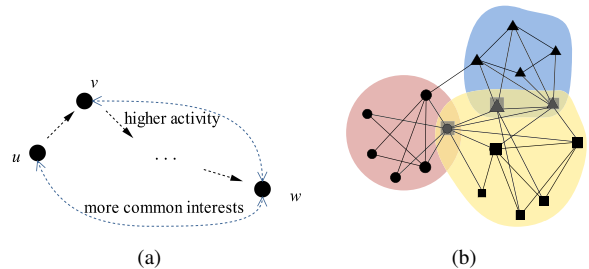 v
higher activity
u
. . .
w
more common interests
(a)
(b)